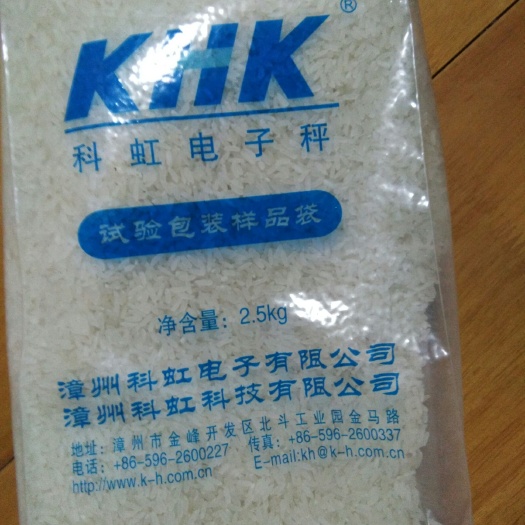 KHK®
科虹电子秤
试验包装样品袋
净含量：2.5kg
漳州科虹电子有限公司
漳州科虹科技有限公司
地址：漳州市金峰开发区北斗工业园金马路
电话：+86-596-2600227 传真：+86-596-2600337
http://www.k-h.com.cn E-mail:kh@k-h.com.cn